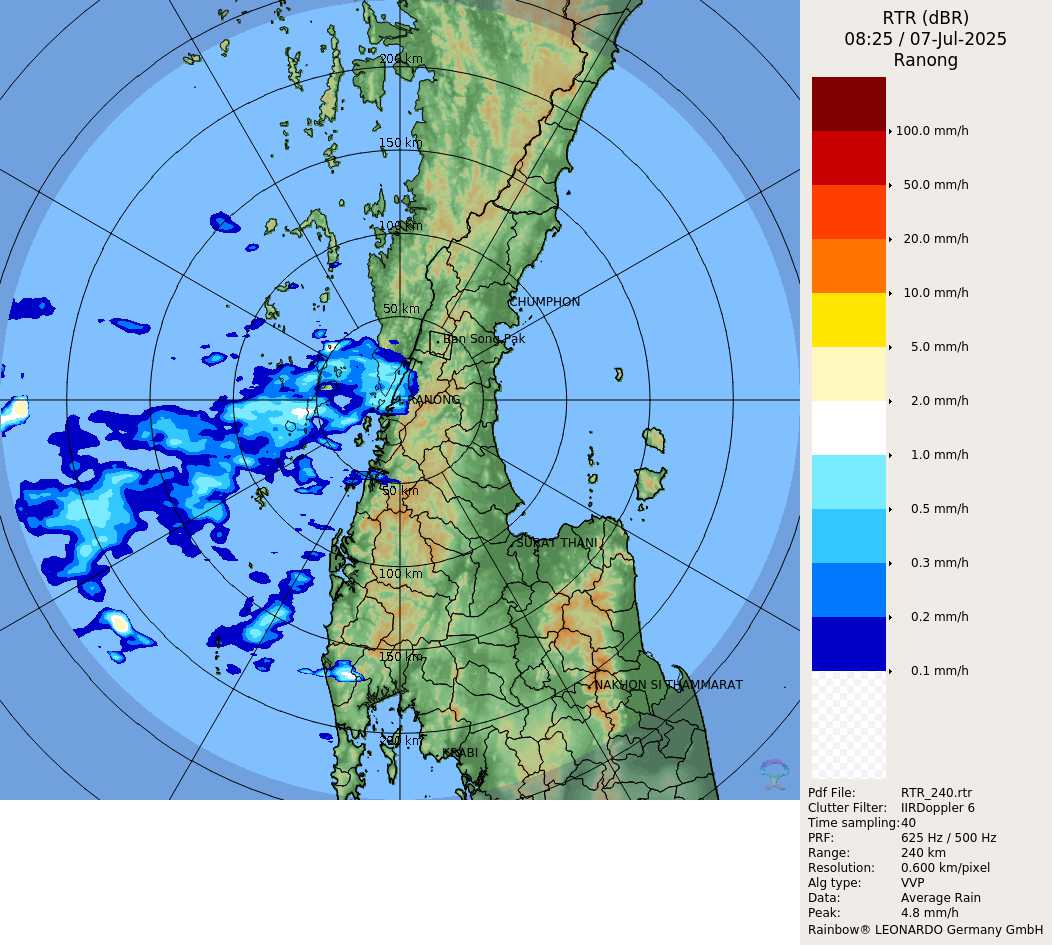 RTR (dBR)
08:25 / 07-Jul-2025
Ranong
100.0 mm/h
50.0 mm/h
20.0 mm/h
10.0 mm/h
5.0 mm/h
2.0 mm/h
1.0 mm/h
0.5 mm/h
0.3 mm/h
0.2 mm/h
0.1 mm/h
200 km
150 km
100 km
50 km
CHUMPHON
Ban Song Pak
RANONG
50 km
SURAT THANI
100 km
150 km
NAKHON SI THAMMARAT
200 km
KRABI
Pdf File: RTR_240.rtr
Clutter Filter: IIRDoppler 6
Time sampling: 40
PRF: 625 Hz / 500 Hz
Range: 240 km
Resolution: 0.600 km/pixel
Alg type: VVP
Data: Average Rain
Peak: 4.8 mm/h
Rainbow® LEONARDO Germany GmbH